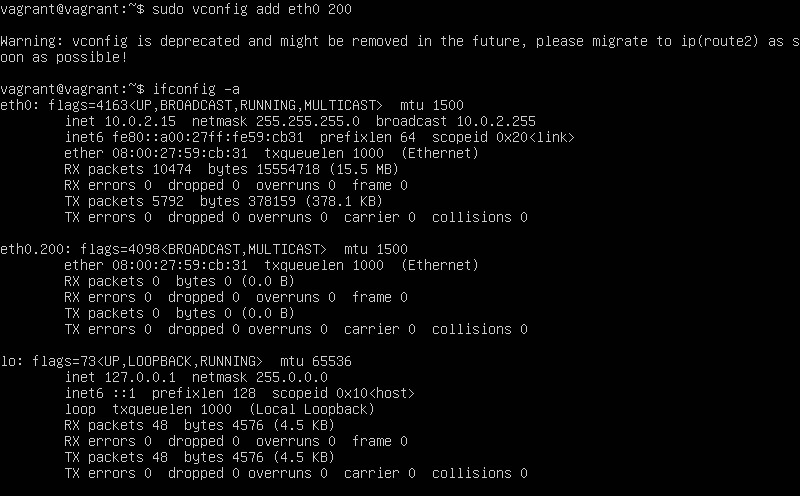 vagrant@vagrant:~$ sudo vconfig add eth0 200
Warning: vconfig is deprecated and might be removed in the future, please migrate to ip(route2) as s
oon as possible!
vagrant@vagrant:~$ ifconfig -a
eth0: flags=4163<UP,BROADCAST,RUNNING,MULTICAST>  mtu 1500
        inet 10.0.2.15  netmask 255.255.255.0  broadcast 10.0.2.255
        inet6 fe80::a00:27ff:fe59:cb31  prefixlen 64  scopeid 0x20<link>
        ether 08:00:27:59:cb:31  txqueuelen 1000  (Ethernet)
        RX packets 10474  bytes 15554718 (15.5 MB)
        RX errors 0  dropped 0  overruns 0  frame 0
        TX packets 5792  bytes 378159 (378.1 KB)
        TX errors 0  dropped 0 overruns 0  carrier 0  collisions 0
eth0.200: flags=4098<BROADCAST,MULTICAST>  mtu 1500
        ether 08:00:27:59:cb:31  txqueuelen 1000  (Ethernet)
        RX packets 0  bytes 0 (0.0 B)
        RX errors 0  dropped 0  overruns 0  frame 0
        TX packets 0  bytes 0 (0.0 B)
        TX errors 0  dropped 0 overruns 0  carrier 0  collisions 0
lo: flags=73<UP,LOOPBACK,RUNNING>  mtu 65536
        inet 127.0.0.1  netmask 255.0.0.0
        inet6 ::1  prefixlen 128  scopeid 0x10<host>
        loop  txqueuelen 1000  (Local Loopback)
        RX packets 48  bytes 4576 (4.5 KB)
        RX errors 0  dropped 0  overruns 0  frame 0
        TX packets 48  bytes 4576 (4.5 KB)
        TX errors 0  dropped 0 overruns 0  carrier 0  collisions 0